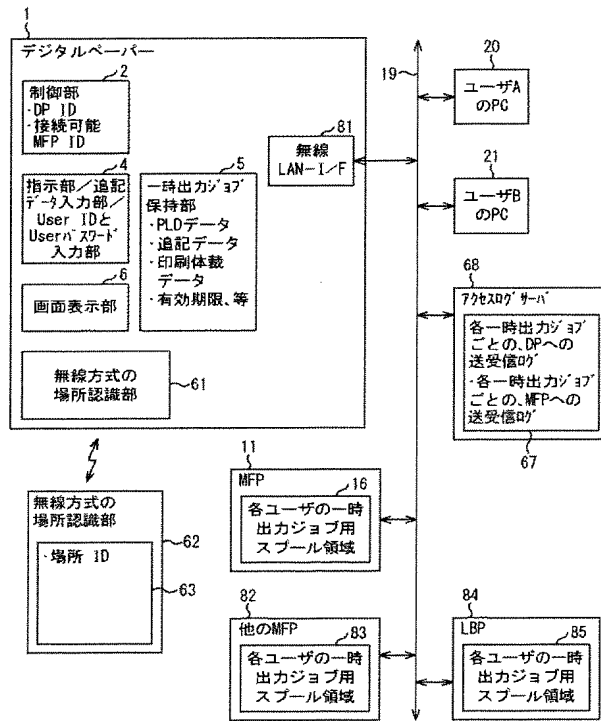 1
デジタルペーパー
2
制御部
・DP ID
・接続可能
MFP ID
4
指示部/追記
データ入力部/
User IDと
Userパスワード
入力部
5
一時出力ジョブ
保持部
・PLDデータ
・追記データ
・印刷体裁
データ
・有効期限、等
6
画面表示部
無線方式の
場所認識部
61
81
無線
LAN-I/F
19
20
ユーザA
のPC
21
ユーザB
のPC
68
アクセスログサーバ
各一時出力ジョブ
ごとの、DPへの
送受信ログ
・各一時出力ジョブ
ごとの、MFPへの
送受信ログ
67
無線方式の
場所認識部
62
・場所 ID
63
11
MFP
16
各ユーザの一時
出力ジョブ用
スプール領域
82
他のMFP
83
各ユーザの一時
出力ジョブ用
スプール領域
84
LBP
85
各ユーザの一時
出力ジョブ用
スプール領域